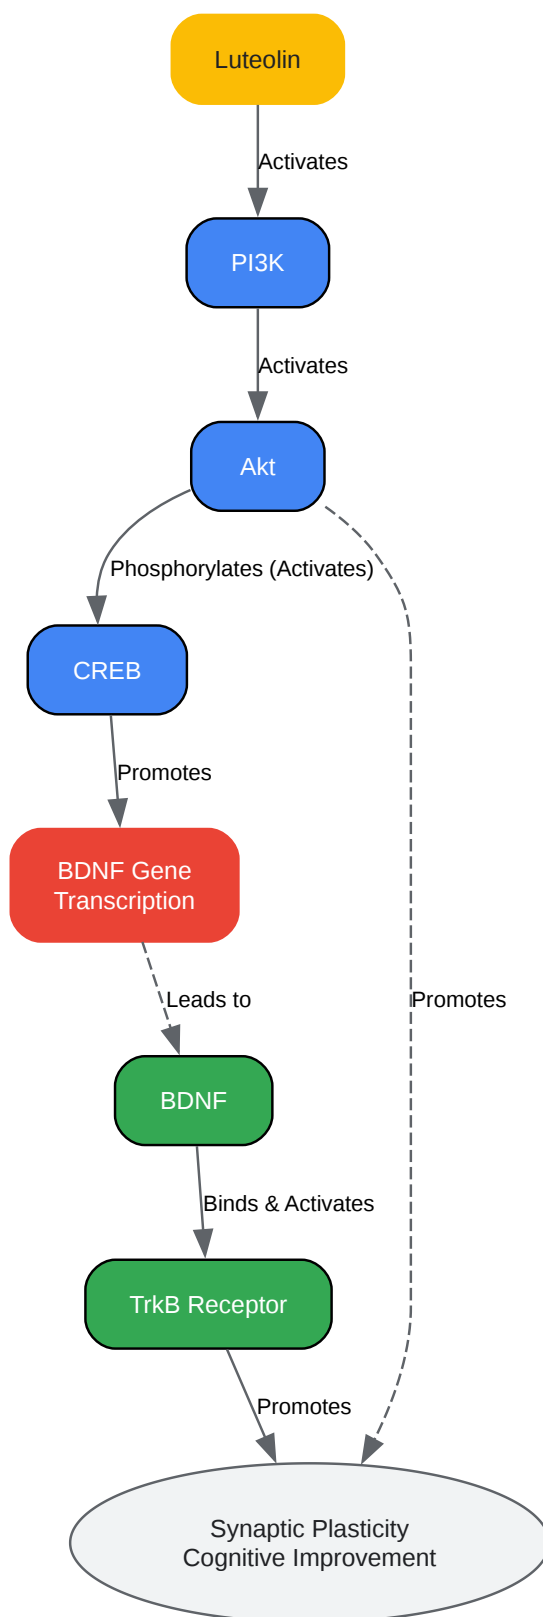 Luteolin
Activates
PI3K
Activates
Akt
Phosphorylates (Activates)
CREB
Promotes
BDNF Gene
Transcription
Leads to
Promotes
BDNF
Binds & Activates
TrkB Receptor
Promotes
Synaptic Plasticity
Cognitive Improvement